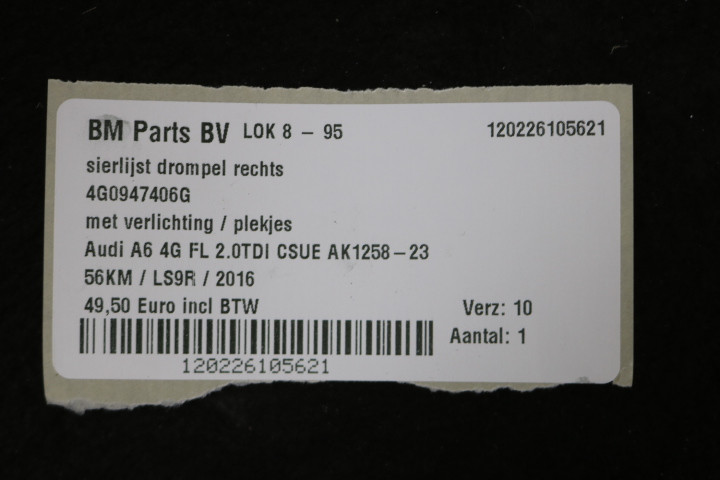 BM Parts BV LOK 8 - 95 120226105621
sierlijst drompel rechts
4G0947406G
met verlichting / plekjes
Audi A6 4G FL 2.0TDI CSUE AK1258-23
56KM / LS9R / 2016
49,50 Euro incl BTW Verz: 10
Aantal: 1
120226105621